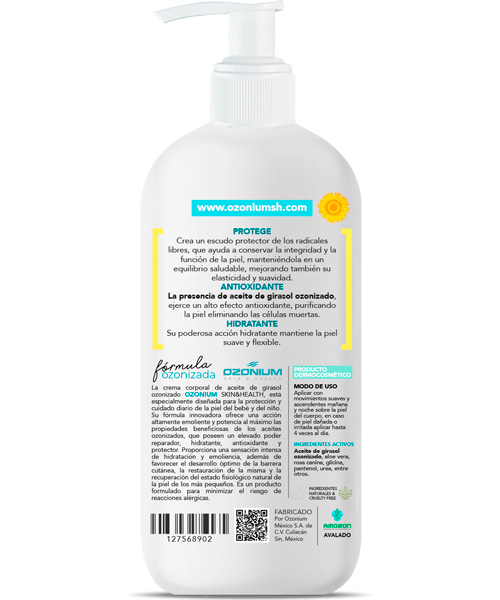 www.ozoniumsh.com
PROTEGE
Crea un escudo protector de los radicales
libres, que ayuda a conservar la integridad y la
función de la piel, manteniéndola en un
equilibrio saludable, mejorando también su
elasticidad y suavidad.
ANTIOXIDANTE
La presencia de aceite de girasol ozonizado,
ejerce un alto efecto antioxidante, purificando
la piel eliminando las células muertas.
HIDRATANTE
Su poderosa acción hidratante mantiene la piel
suave y flexible.
fórmula
ozonizada
OZONIUM
SKIN & HEALTH
La crema corporal de aceite de girasol
ozonizado OZONIUM SKIN&HEALTH, está
especialmente diseñada para la protección y
cuidado diario de la piel del bebé y del niño.
Su fórmula innovadora ofrece una acción
altamente emoliente y potencia al máximo las
propiedades beneficiosas de los aceites
ozonizados, que poseen un elevado poder
reparador, hidratante, antioxidante y
protector. Proporciona una sensación intensa
de hidratación y emoliencia, además de
favorecer el desarrollo óptimo de la barrera
cutánea, la restauración de la misma y la
recuperación del estado fisiológico natural de
la piel de los más pequeños. Es un producto
formulado para minimizar el riesgo de
reacciones alérgicas.
PRODUCTO
DERMOCOSMÉTICO
MODO DE USO
Aplicar con
movimientos suaves y
ascendentes mañana
y noche sobre la piel
del cuerpo, en caso
de piel dañada o
irritada aplicar hasta
4 veces al día.
INGREDIENTES ACTIVOS
Aceite de girasol
ozonizado, aloe vera,
rosa canine, glicine,
pantenol, urea, entre
otros.
INGREDIENTES
NATURALES &
CRUELTY FREE
127568902
FABRICADO
Por Ozonium
México S.A. de
C.V. Culiacán
Sin, México
AMOZON
AVALADO